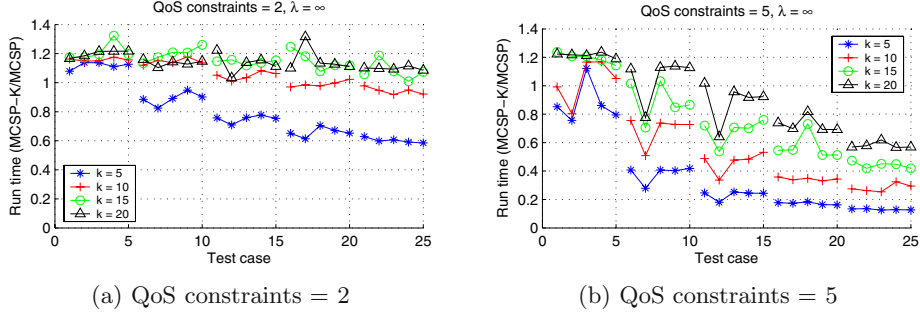 QoS constraints = 2, λ = ∞
Run time (MCSP−K/MCSP)
1.4
1.2
1
0.8
0.6
0.4
0.2
0
k = 5
k = 10
k = 15
k = 20
0 5 10 15 20 25
Test case
(a) QoS constraints = 2
QoS constraints = 5, λ = ∞
Run time (MCSP−K/MCSP)
1.4
1.2
1
0.8
0.6
0.4
0.2
0
k = 5
k = 10
k = 15
k = 20
0 5 10 15 20 25
Test case
(b) QoS constraints = 5